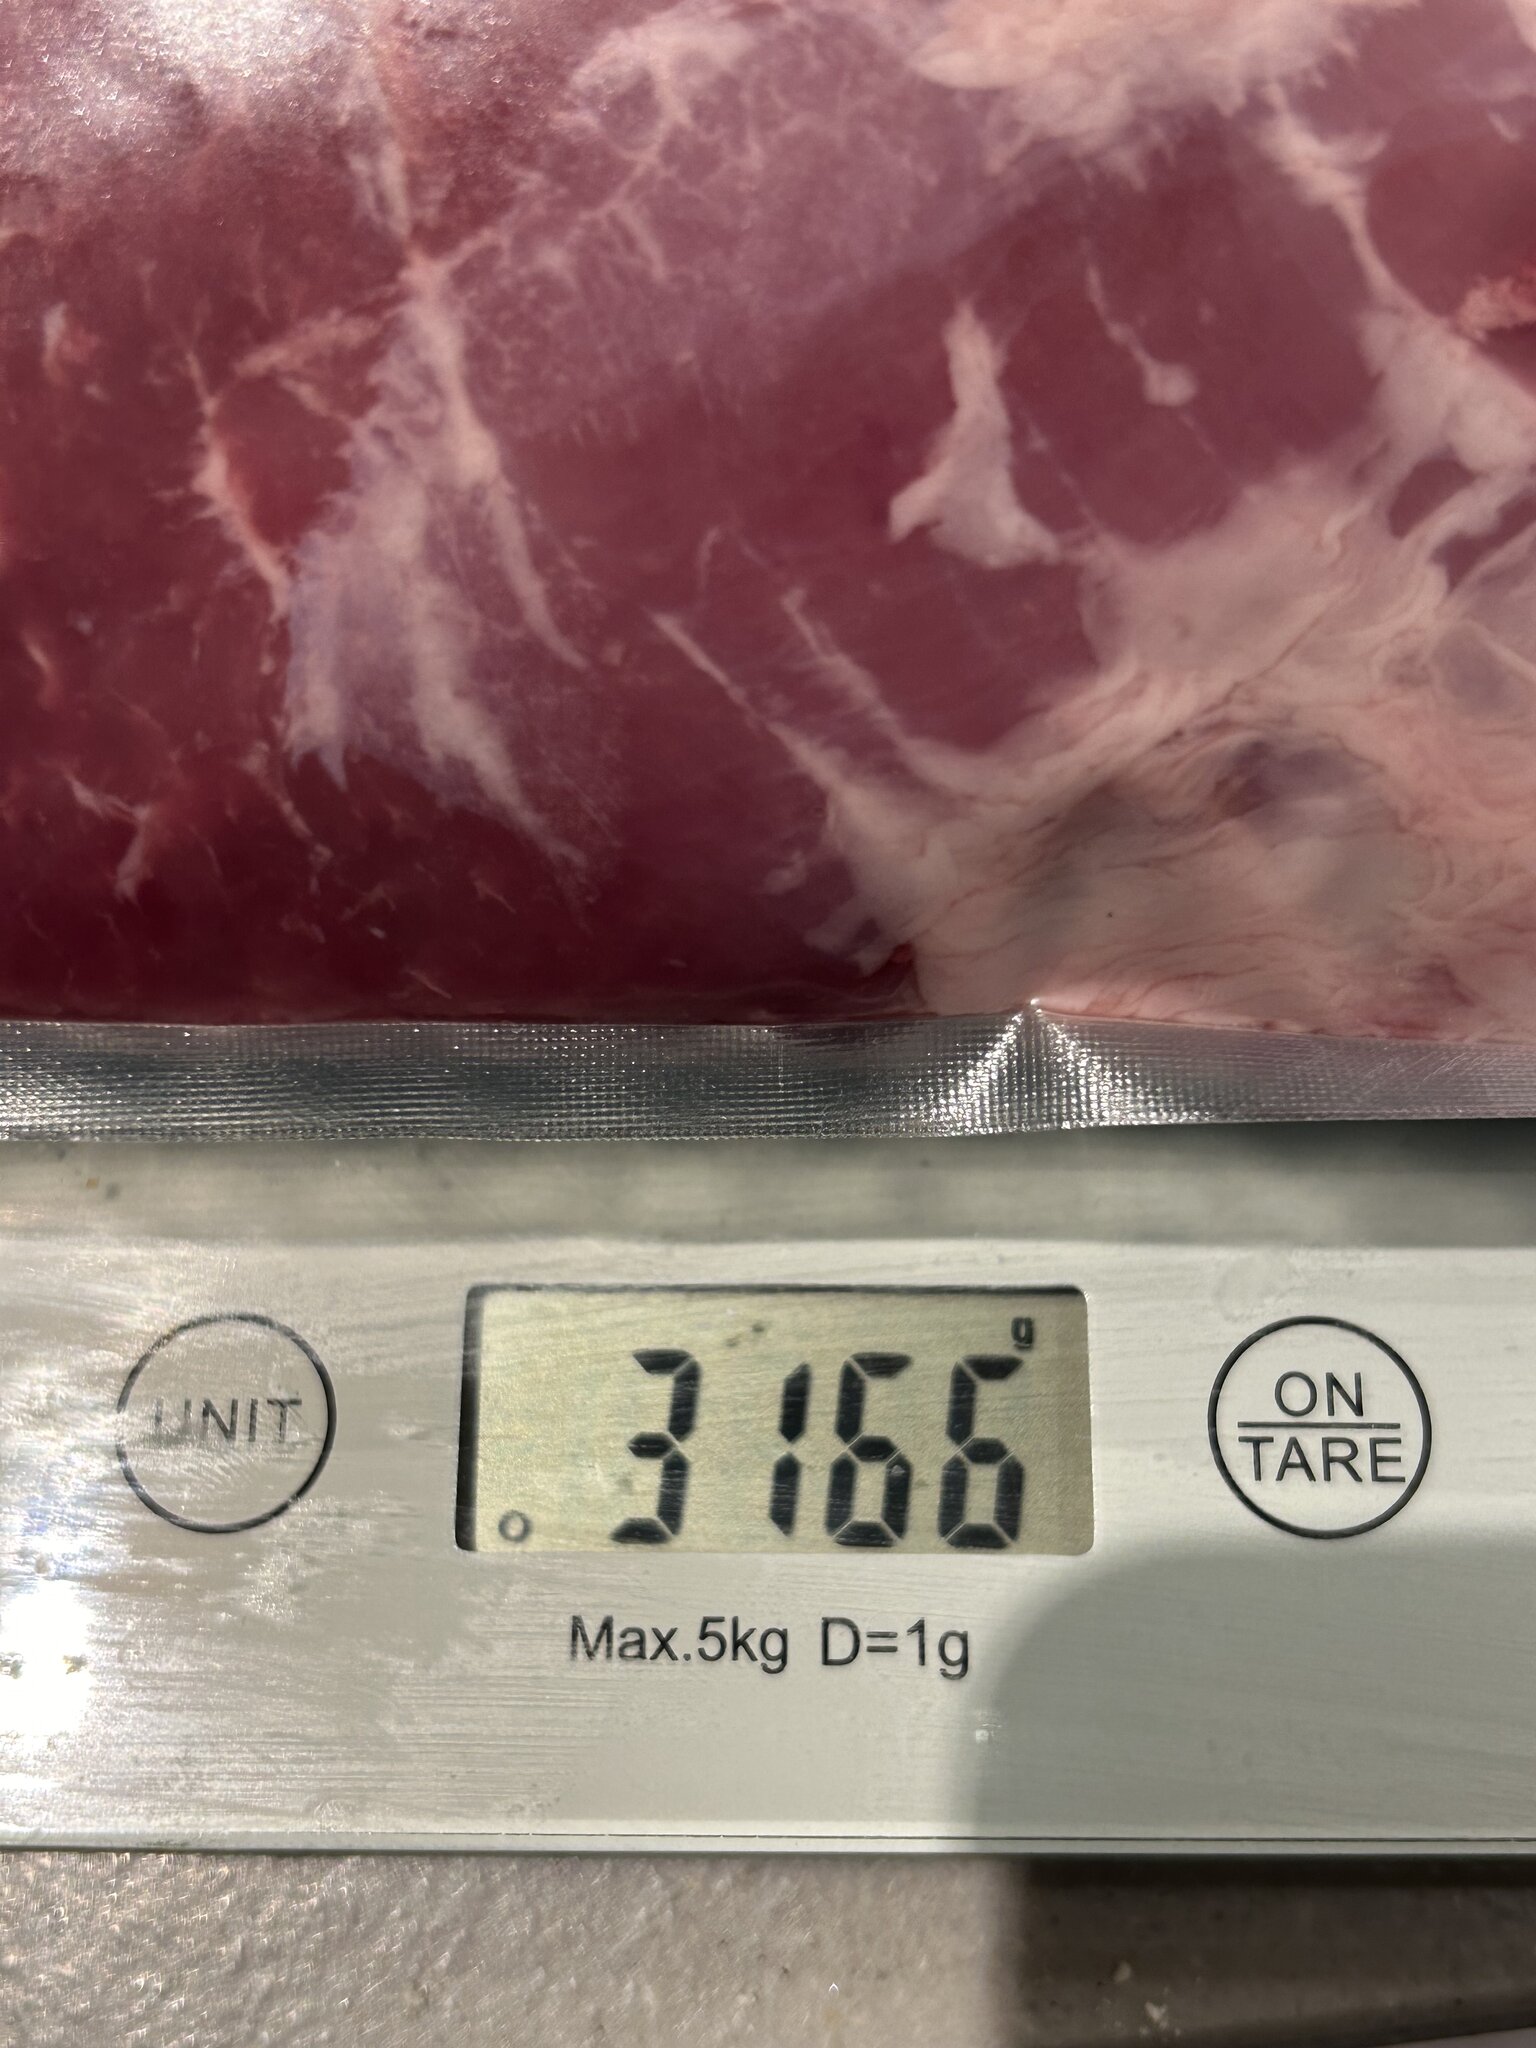 UNIT
g
3166
ON
TARE
Max.5kg D=1g